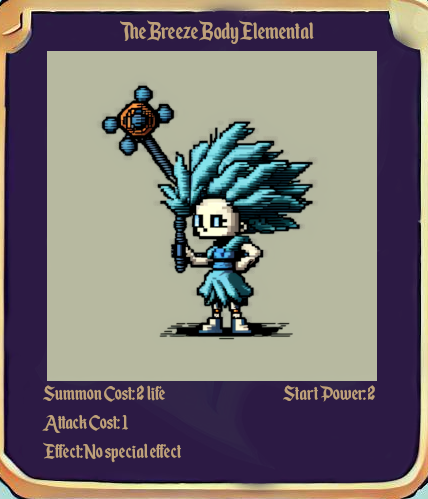 The Breeze Body Elemental
Summon Cost: 2 life
Start Power: 2
Attack Cost: 1
Effect: No special effect